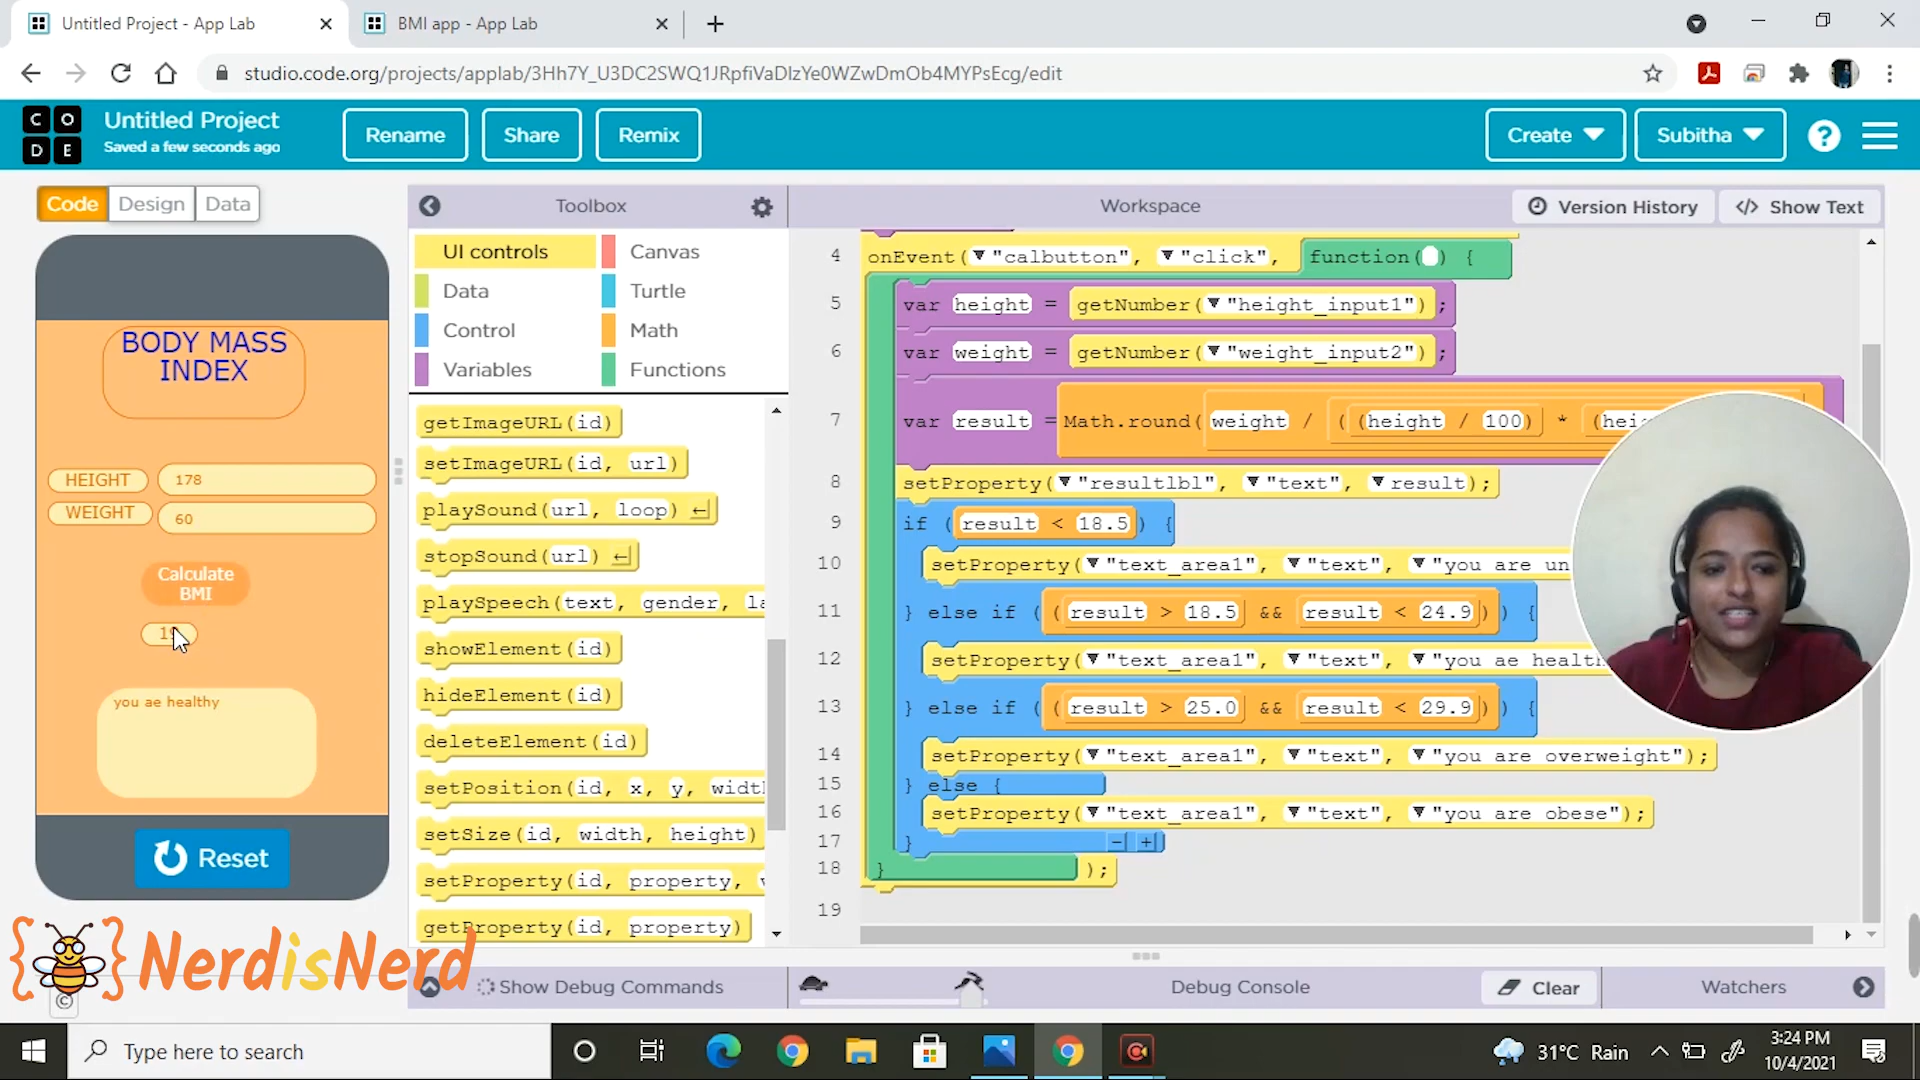 Untitled Project - App Lab
BMI app - App Lab
studio.code.org/projects/applab/3Hh7Y_U3DC2SWQ1JRpfiVaDlzYe0WZwDmOb4MYPsEcg/edit
C O
D E
Untitled Project
Saved a few seconds ago
Rename
Share
Remix
Create
Subitha
?
Code
Design
Data
Toolbox
Workspace
Version History
</> Show Text
BODY MASS
INDEX
HEIGHT
178
WEIGHT
60
Calculate
BMI
you ae healthy
Reset
UI controls
Canvas
Data
Turtle
Control
Math
Variables
Functions
getImageURL(id)
setImageURL(id, url)
playSound(url, loop)
stopSound(url)
playSpeech(text, gender, la
showElement(id)
hideElement(id)
deleteElement(id)
setPosition(id, x, y, width
setSize(id, width, height)
setProperty(id, property, v
getProperty(id, property)
4 onEvent("calbutton", "click", function() {
5 var height = getNumber("height_input1");
6 var weight = getNumber("weight_input2");
7 var result = Math.round(weight / ((height / 100) * (hei
8 setProperty("resultlbl", "text", result);
9 if (result < 18.5) {
10 setProperty("text_area1", "text", "you are un
11 } else if ((result > 18.5 && result < 24.9)) {
12 setProperty("text_area1", "text", "you ae health
13 } else if ((result > 25.0 && result < 29.9)) {
14 setProperty("text_area1", "text", "you are overweight");
15 } else {
16 setProperty("text_area1", "text", "you are obese");
17 } - +
18 } );
19
{ } NerdisNerd
©
Show Debug Commands
Debug Console
Clear
Watchers
Type here to search
31°C Rain
3:24 PM
10/4/2021